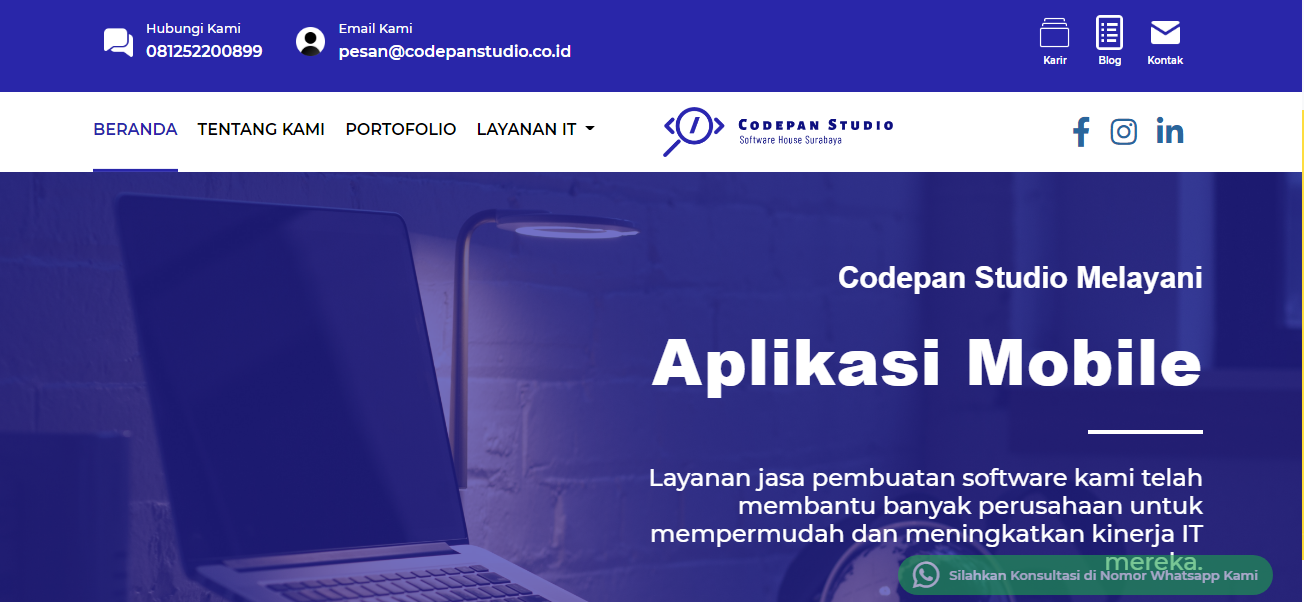 Hubungi Kami
081252200899
Email Kami
pesan@codepanstudio.co.id
Karir
Blog
Kontak
BERANDA
TENTANG KAMI
PORTOFOLIO
LAYANAN IT
Codepan Studio
Software House Surabaya
Codepan Studio Melayani
Aplikasi Mobile
Layanan jasa pembuatan software kami telah
membantu banyak perusahaan untuk
mempermudah dan meningkatkan kinerja IT
mereka.
Silahkan Konsultasi di Nomor Whatsapp Kami